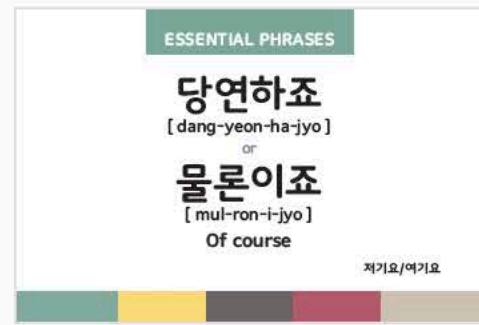 ESSENTIAL PHRASES
당연하죠
[ dang-yeon-ha-jyo ]
or
물론이죠
[ mul-ron-i-jyo ]
Of course
저기요/여기요